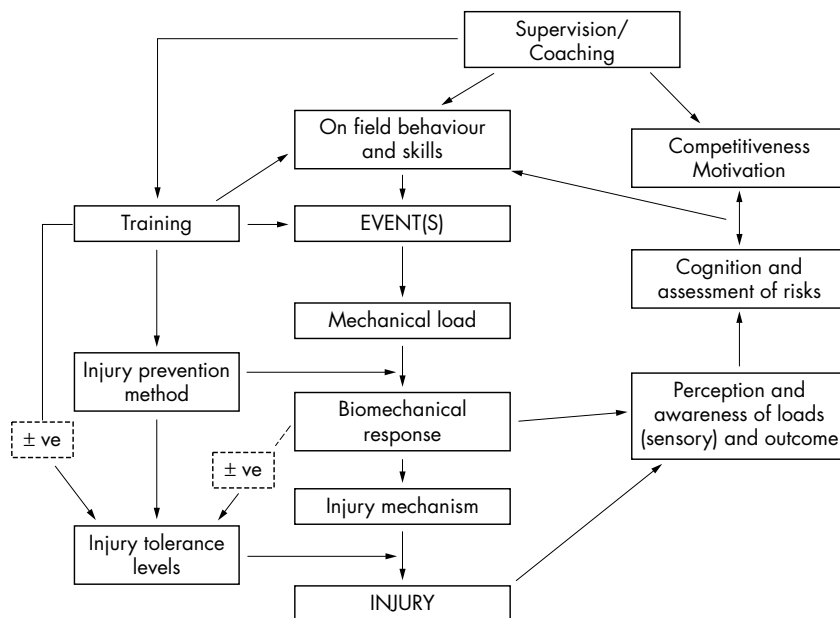 Supervision/
Coaching
On field behaviour
and skills
Competitiveness
Motivation
Training
EVENT(S)
Cognition and
assessment of risks
Mechanical load
Injury prevention
method
Biomechanical
response
Perception and
awareness of loads
(sensory) and outcome
± ve
± ve
Injury mechanism
Injury tolerance
levels
INJURY